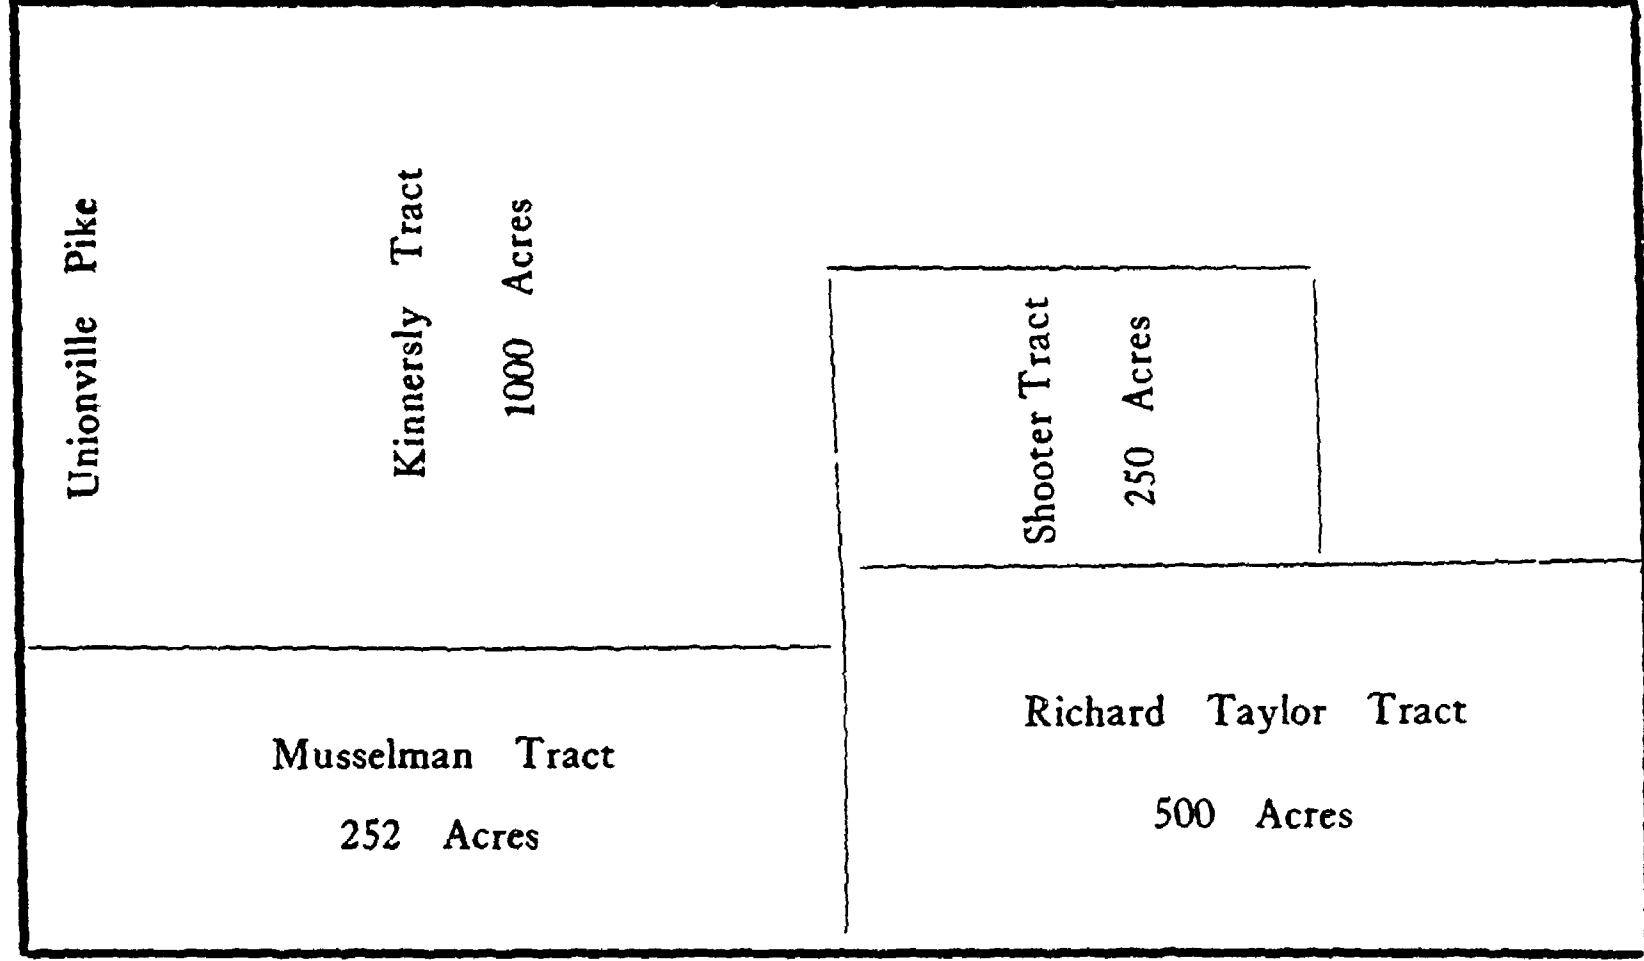 Unionville Pike
Kinnersly Tract
1000 Acres
Shooter Tract
250 Acres
Musselman Tract
252 Acres
Richard Taylor Tract
500 Acres